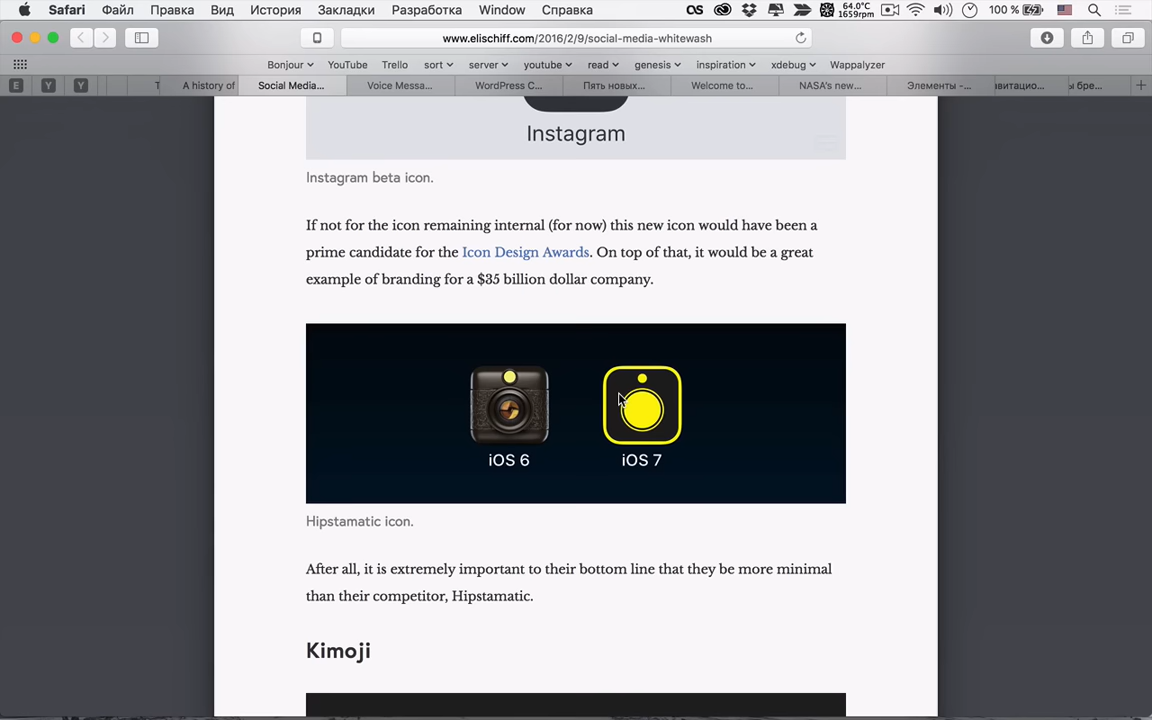 Safari Файл Правка Вид История Закладки Разработка Window Справка 64.0°C 1659rpm 100 %
www.elischiff.com/2016/2/9/social-media-whitewash
Bonjour YouTube Trello sort server youtube read genesis inspiration xdebug Wappalyzer
E Y Y T A history of Social Media... Voice Messa... WordPress C... Пять новых... Welcome to... NASA's new... Элементы -... авитацио... ы бре...
Instagram
Instagram beta icon.
If not for the icon remaining internal (for now) this new icon would have been a
prime candidate for the Icon Design Awards. On top of that, it would be a great
example of branding for a $35 billion dollar company.
iOS 6 iOS 7
Hipstamatic icon.
After all, it is extremely important to their bottom line that they be more minimal
than their competitor, Hipstamatic.
Kimoji